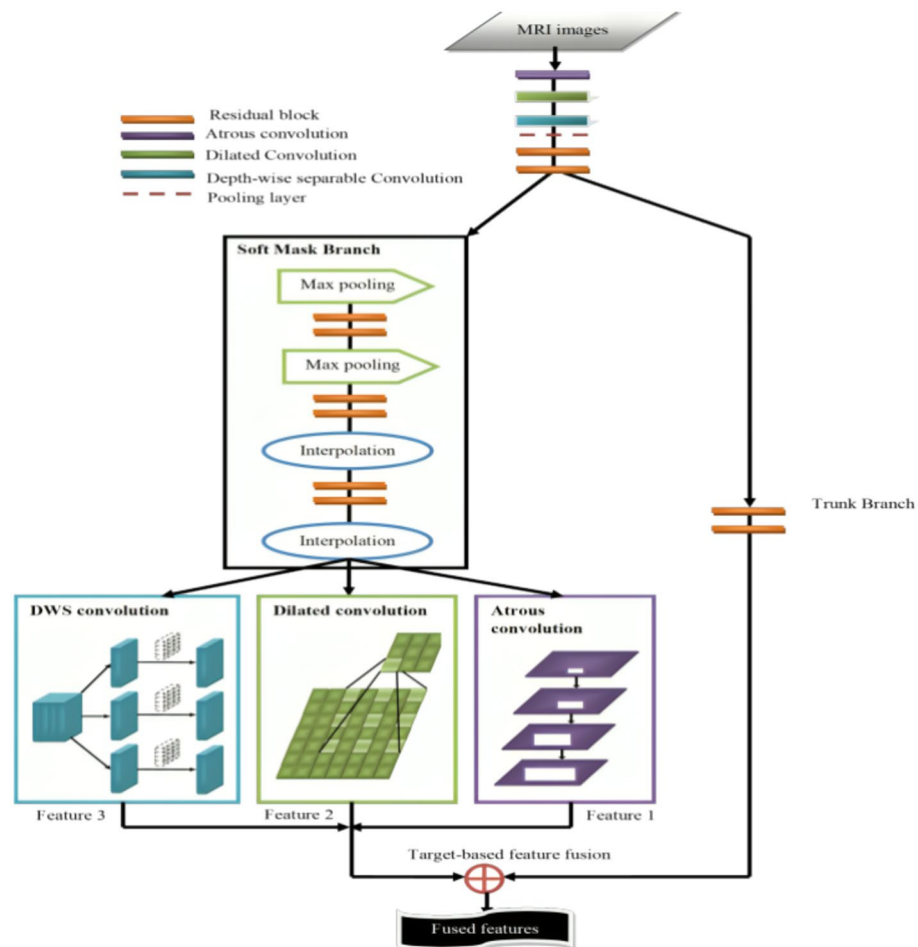 MRI images
Residual block
Atrous convolution
Dilated Convolution
Depth-wise separable Convolution
Pooling layer
Soft Mask Branch
Max pooling
Max pooling
Interpolation
Interpolation
Trunk Branch
DWS convolution
Dilated convolution
Atrous
convolution
Feature 3
Feature 2
Feature 1
Target-based feature fusion
Fused features